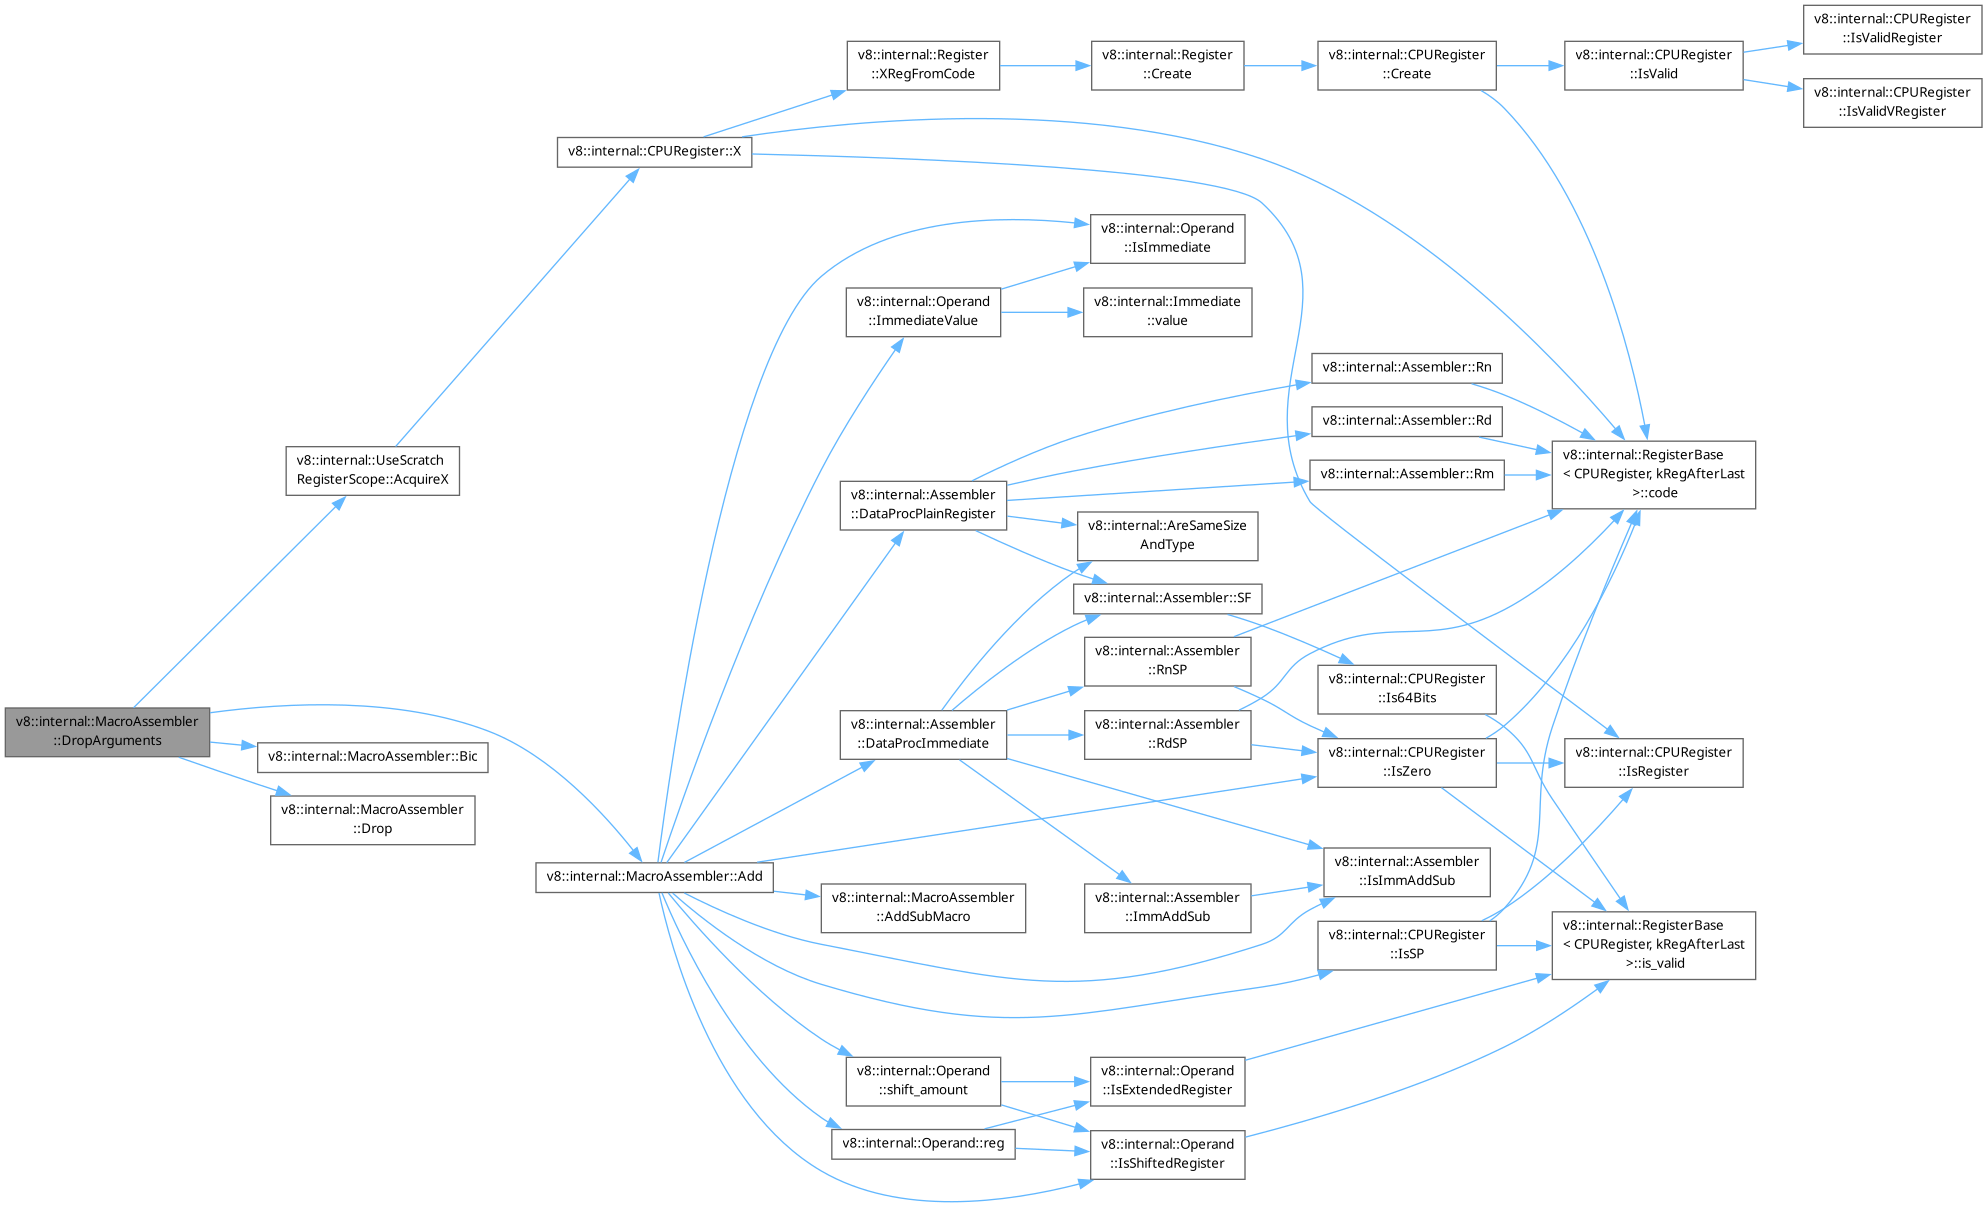 v8::internal::MacroAssembler
::DropArguments
v8::internal::UseScratch
RegisterScope::AcquireX
v8::internal::MacroAssembler::Bic
v8::internal::MacroAssembler
::Drop
v8::internal::CPURegister::X
v8::internal::MacroAssembler::Add
v8::internal::Register
::XRegFromCode
v8::internal::Operand
::ImmediateValue
v8::internal::Assembler
::DataProcPlainRegister
v8::internal::Assembler
::DataProcImmediate
v8::internal::MacroAssembler
::AddSubMacro
v8::internal::Operand
::shift_amount
v8::internal::Operand::reg
v8::internal::Register
::Create
v8::internal::Operand
::IsImmediate
v8::internal::Immediate
::value
v8::internal::AreSameSize
AndType
v8::internal::Assembler::SF
v8::internal::Assembler
::RnSP
v8::internal::Assembler
::RdSP
v8::internal::Assembler
::ImmAddSub
v8::internal::Operand
::IsExtendedRegister
v8::internal::Operand
::IsShiftedRegister
v8::internal::CPURegister
::Create
v8::internal::Assembler::Rn
v8::internal::Assembler::Rd
v8::internal::Assembler::Rm
v8::internal::CPURegister
::Is64Bits
v8::internal::CPURegister
::IsZero
v8::internal::Assembler
::IsImmAddSub
v8::internal::CPURegister
::IsSP
v8::internal::CPURegister
::IsValid
v8::internal::RegisterBase
< CPURegister, kRegAfterLast
>::code
v8::internal::CPURegister
::IsRegister
v8::internal::RegisterBase
< CPURegister, kRegAfterLast
>::is_valid
v8::internal::CPURegister
::IsValidRegister
v8::internal::CPURegister
::IsValidVRegister